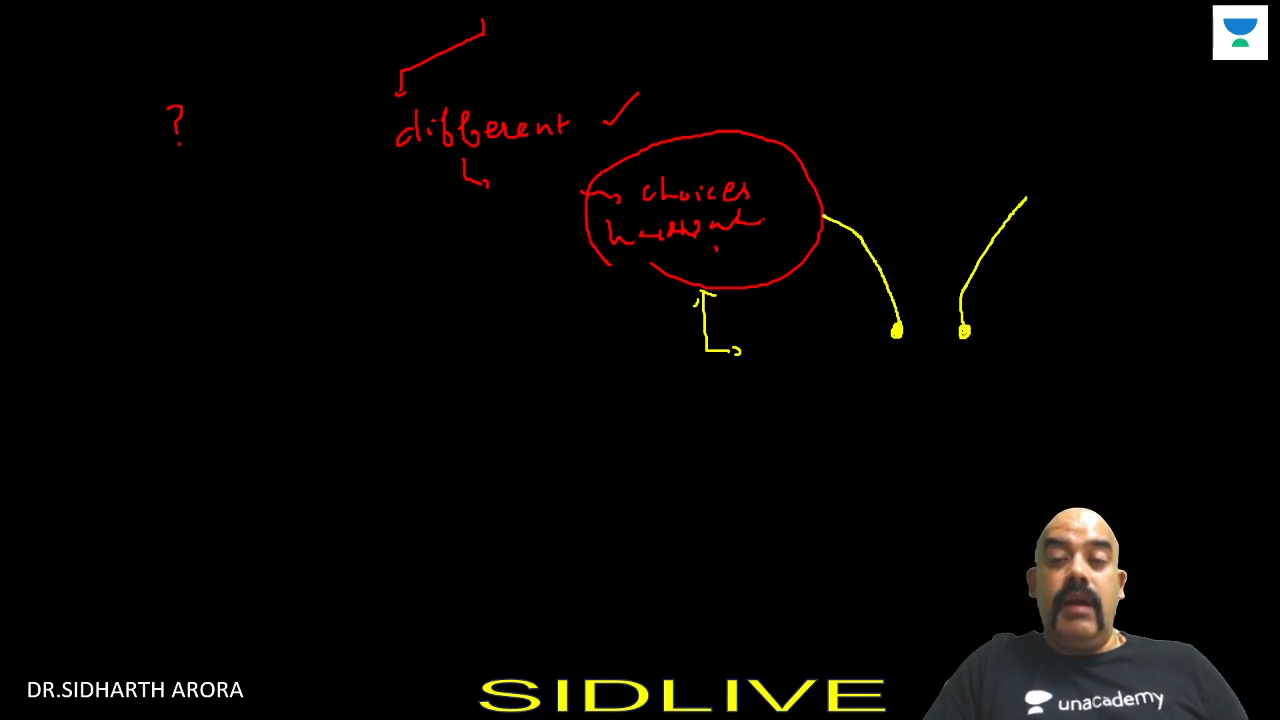 ?
different
choices
DR.SIDHARTH ARORA
SIDLIVE
unacademy